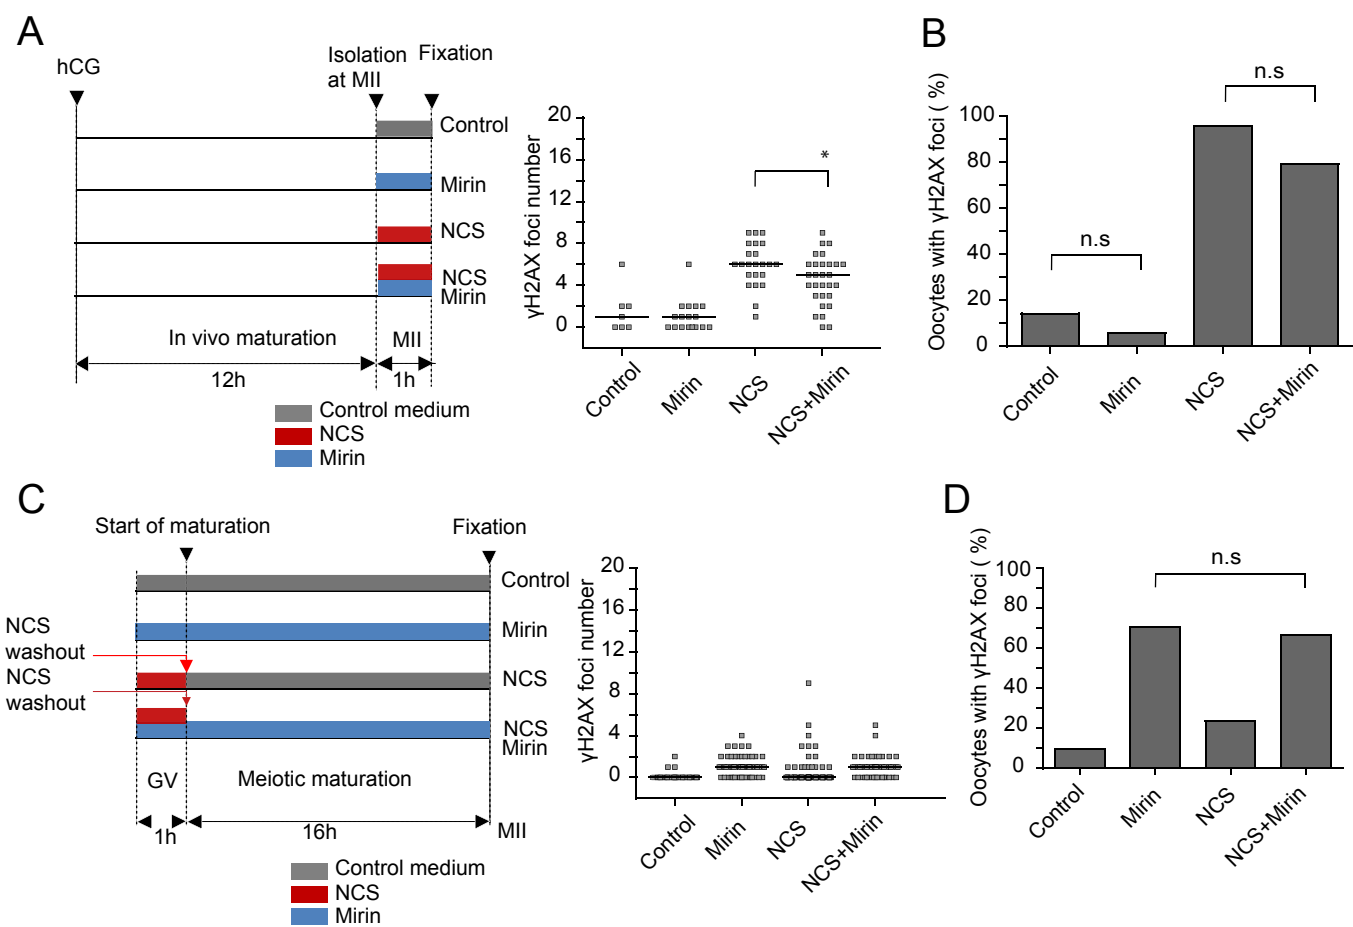 A
hCG
Isolation
at MII
Fixation
Control
Mirin
NCS
NCS
Mirin
In vivo maturation
MII
12h
1h
Control medium
NCS
Mirin
γH2AX foci number
20
16
12
8
4
0
*
Control
Mirin
NCS
NCS+Mirin
B
Oocytes with γH2AX foci ( %)
100
80
60
40
20
0
n.s
n.s
Control
Mirin
NCS
NCS+Mirin
C
Start of maturation
Fixation
Control
NCS
washout
Mirin
NCS
washout
NCS
NCS
Mirin
GV
Meiotic maturation
1h
16h
MII
Control medium
NCS
Mirin
γH2AX foci number
20
16
12
8
4
0
Control
Mirin
NCS
NCS+Mirin
D
Oocytes with γH2AX foci ( %)
100
80
60
40
20
0
n.s
Control
Mirin
NCS
NCS+Mirin